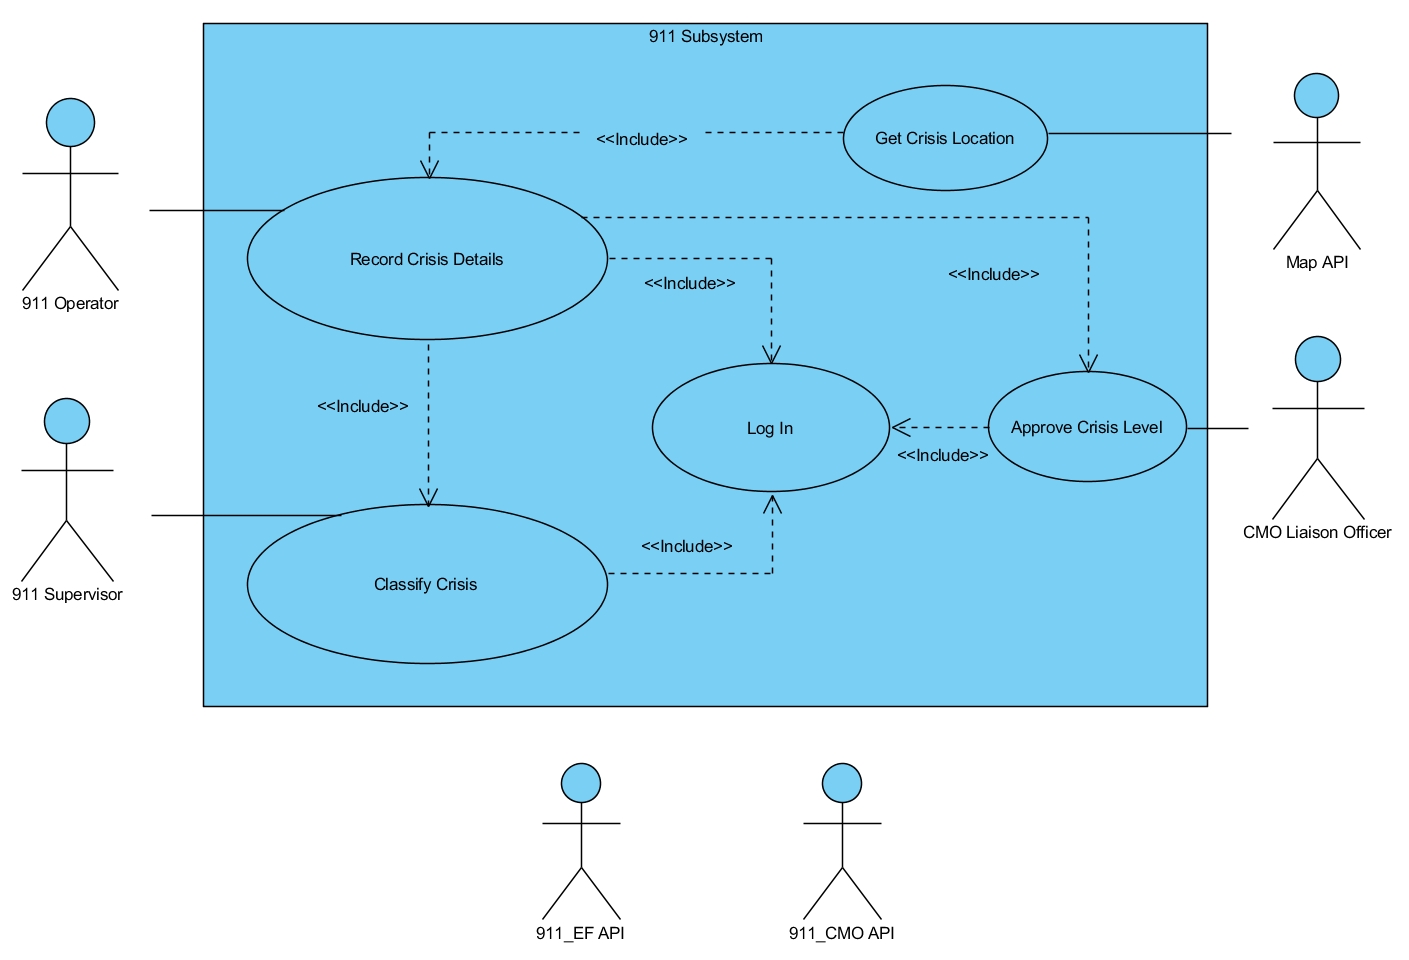 911 Subsystem
<<Include>>
Get Crisis Location
Record Crisis Details
<<Include>>
<<Include>>
Map API
911 Operator
<<Include>>
Log In
Approve Crisis Level
<<Include>>
CMO Liaison Officer
<<Include>>
Classify Crisis
911 Supervisor
911_EF API
911_CMO API